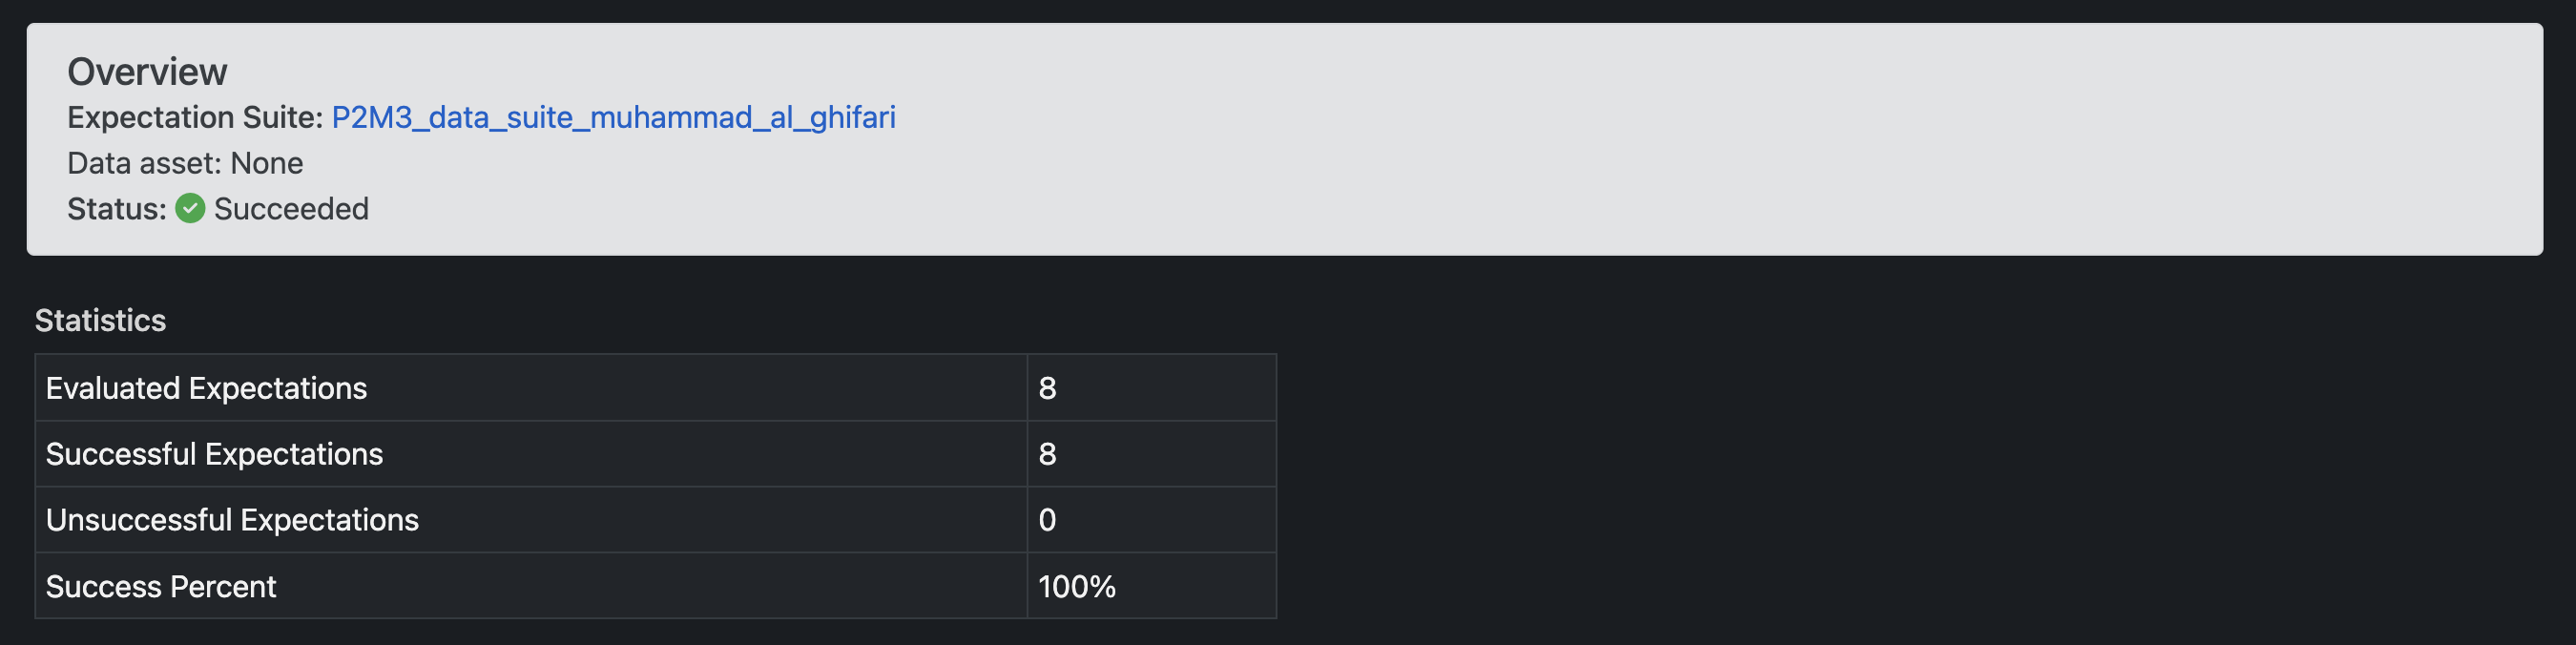 Overview
Expectation Suite: P2M3_data_suite_muhammad_al_ghifari
Data asset: None
Status: Succeeded
Statistics
Evaluated Expectations 8
Successful Expectations 8
Unsuccessful Expectations 0
Success Percent 100%